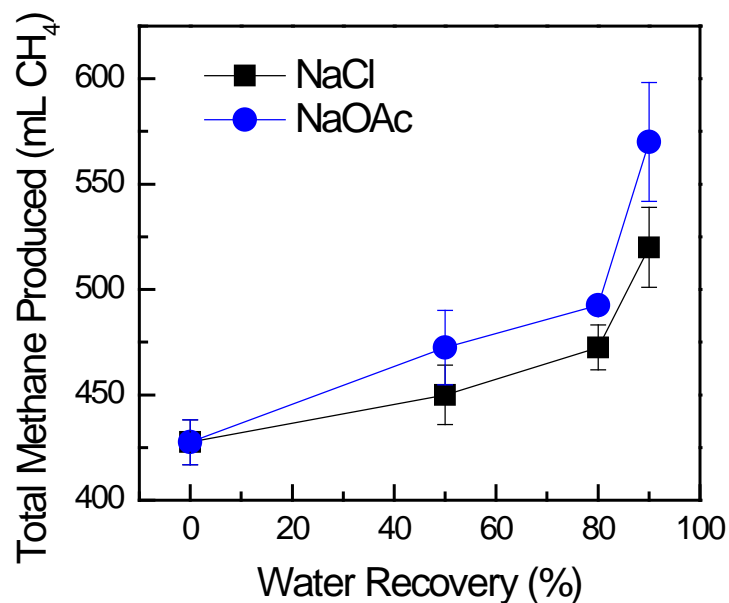 Total Methane Produced (mL CH₄)
600
550
500
450
400
NaCl
NaOAc
0 20 40 60 80 100
Water Recovery (%)